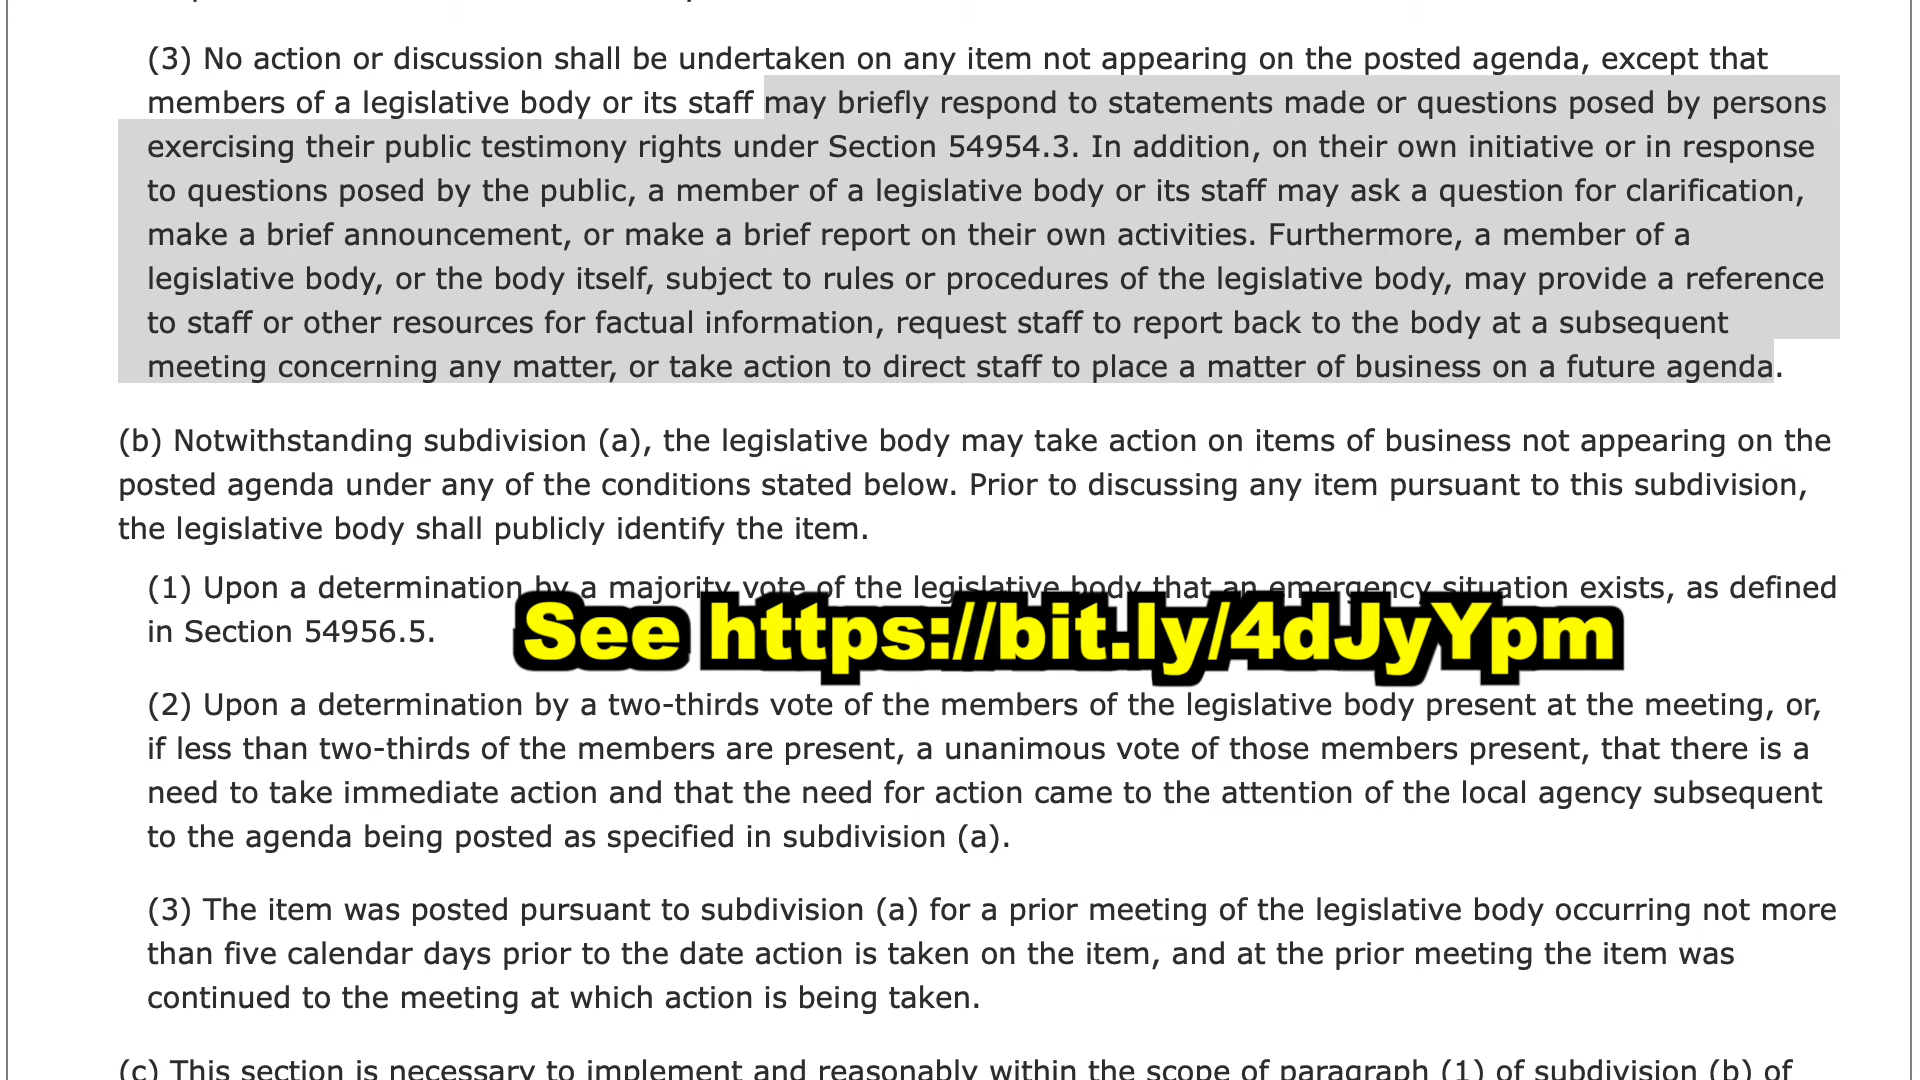 (3) No action or discussion shall be undertaken on any item not appearing on the posted agenda, except that
members of a legislative body or its staff may briefly respond to statements made or questions posed by persons
exercising their public testimony rights under Section 54954.3. In addition, on their own initiative or in response
to questions posed by the public, a member of a legislative body or its staff may ask a question for clarification,
make a brief announcement, or make a brief report on their own activities. Furthermore, a member of a
legislative body, or the body itself, subject to rules or procedures of the legislative body, may provide a reference
to staff or other resources for factual information, request staff to report back to the body at a subsequent
meeting concerning any matter, or take action to direct staff to place a matter of business on a future agenda.
(b) Notwithstanding subdivision (a), the legislative body may take action on items of business not appearing on the
posted agenda under any of the conditions stated below. Prior to discussing any item pursuant to this subdivision,
the legislative body shall publicly identify the item.
(1) Upon a determination by a majority vote of the legislative body that an emergency situation exists, as defined
in Section 54956.5.
See https://bit.ly/4dJyYpm
(2) Upon a determination by a two-thirds vote of the members of the legislative body present at the meeting, or,
if less than two-thirds of the members are present, a unanimous vote of those members present, that there is a
need to take immediate action and that the need for action came to the attention of the local agency subsequent
to the agenda being posted as specified in subdivision (a).
(3) The item was posted pursuant to subdivision (a) for a prior meeting of the legislative body occurring not more
than five calendar days prior to the date action is taken on the item, and at the prior meeting the item was
continued to the meeting at which action is being taken.
(c) This section is necessary to implement and reasonably within the scope of paragraph (1) of subdivision (b) of